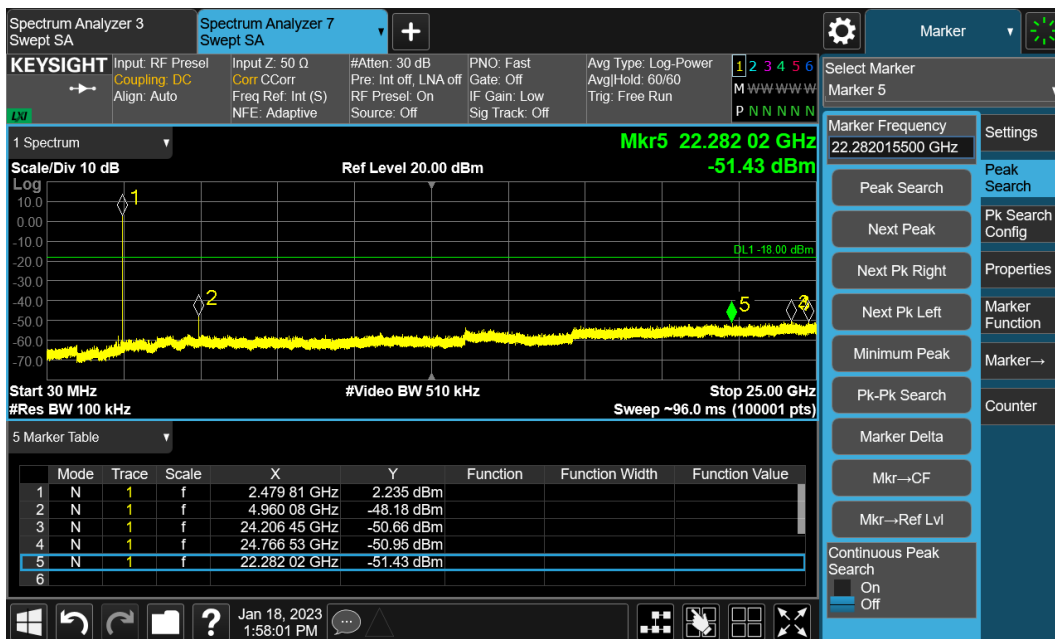 Spectrum Analyzer 3
Swept SA
Spectrum Analyzer 7
Swept SA
Marker
KEYSIGHT
LXI
Input: RF Presel
Coupling: DC
Align: Auto
Input Z: 50 Ω
Corr CCorr
Freq Ref: Int (S)
NFE: Adaptive
#Atten: 30 dB
Pre: Int off, LNA off
RF Presel: On
Source: Off
PNO: Fast
Gate: Off
IF Gain: Low
Sig Track: Off
Avg Type: Log-Power
Avg|Hold: 60/60
Trig: Free Run
1 2 3 4 5 6
M W W W W W
P N N N N N
Select Marker
Marker 5
1 Spectrum
Mkr5 22.282 02 GHz
-51.43 dBm
Scale/Div 10 dB
Ref Level 20.00 dBm
Log
10.0
0.00
-10.0
-20.0
-30.0
-40.0
-50.0
-60.0
-70.0
1
2
5
DL1 -18.00 dBm
Start 30 MHz
#Video BW 510 kHz
Stop 25.00 GHz
#Res BW 100 kHz
Sweep ~96.0 ms (100001 pts)
5 Marker Table
Mode Trace Scale X Y Function Function Width Function Value
1 N 1 f 2.479 81 GHz 2.235 dBm
2 N 1 f 4.960 08 GHz -48.18 dBm
3 N 1 f 24.206 45 GHz -50.66 dBm
4 N 1 f 24.766 53 GHz -50.95 dBm
5 N 1 f 22.282 02 GHz -51.43 dBm
6
Marker Frequency
22.282015500 GHz
Peak Search
Next Peak
Next Pk Right
Next Pk Left
Minimum Peak
Pk-Pk Search
Marker Delta
Mkr→CF
Mkr→Ref Lvl
Continuous Peak
Search
On
Off
Settings
Peak
Search
Pk Search
Config
Properties
Marker
Function
Marker→
Counter
?
Jan 18, 2023
1:58:01 PM